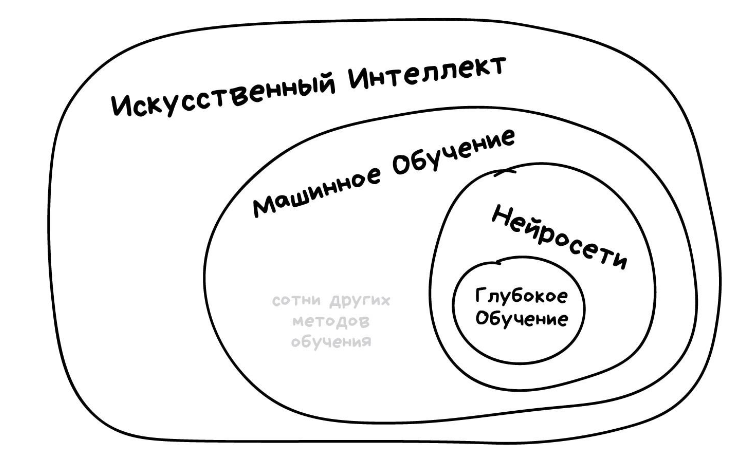 Искусственный Интеллект
Машинное Обучение
Нейросети
Глубокое
Обучение
сотни других
методов
обучения